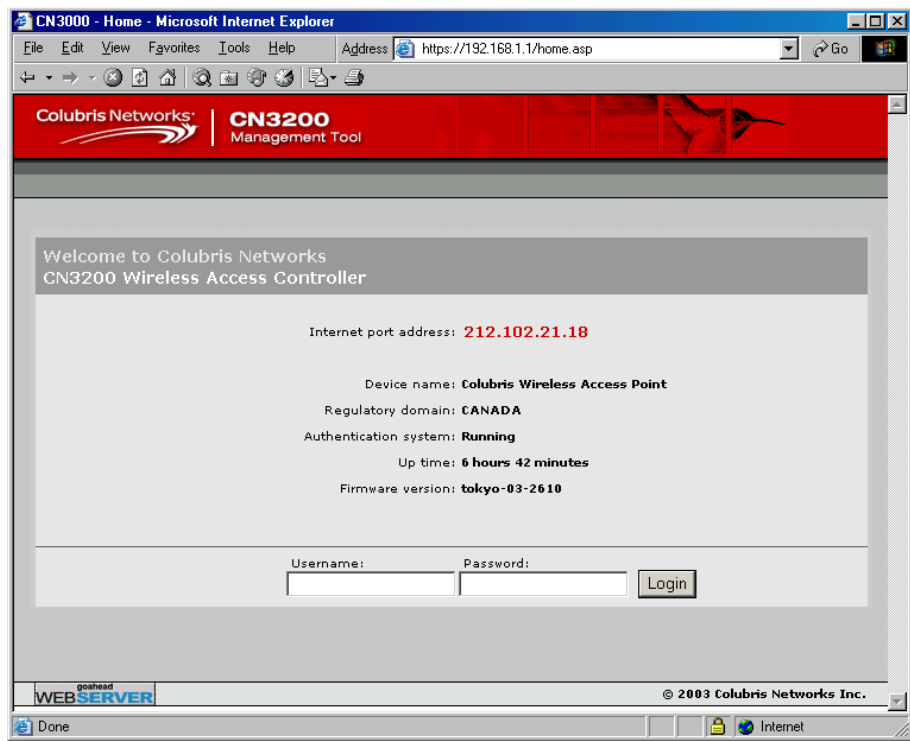 CN3000 - Home - Microsoft Internet Explorer
File Edit View Favorites Tools Help Address https://192.168.1.1/home.asp Go
Colubris Networks
CN3200
Management Tool
Welcome to Colubris Networks
CN3200 Wireless Access Controller
Internet port address: 212.102.21.18
Device name: Colubris Wireless Access Point
Regulatory domain: CANADA
Authentication system: Running
Up time: 6 hours 42 minutes
Firmware version: tokyo-03-2610
Username: Password:
Login
goahead
WEBSERVER
© 2003 Colubris Networks Inc.
Done Internet